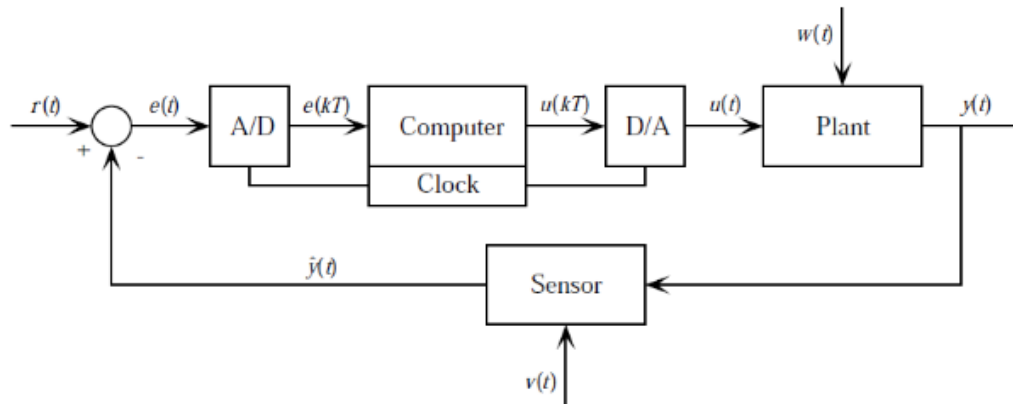 w(t)
r(t)
e(t)
A/D
e(kT)
Computer
u(kT)
D/A
u(t)
Plant
y(t)
+
-
Clock
ŷ(t)
Sensor
v(t)